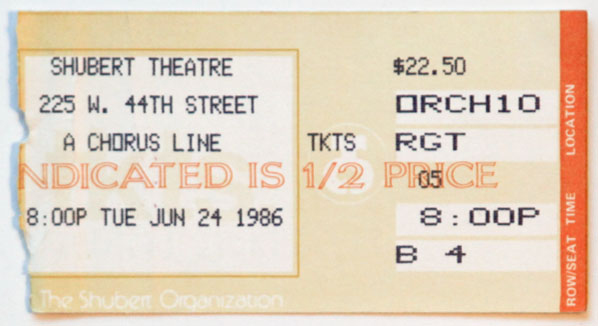 SHUBERT THEATRE $22.50
225 W. 44TH STREET ORCH10
A CHORUS LINE TKTS RGT
NDICATED IS 1/2 PRICE
05
8:00P TUE JUN 24 1986 8:00P
B 4
The Shubert Organization
LOCATION
TIME
ROW/SEAT